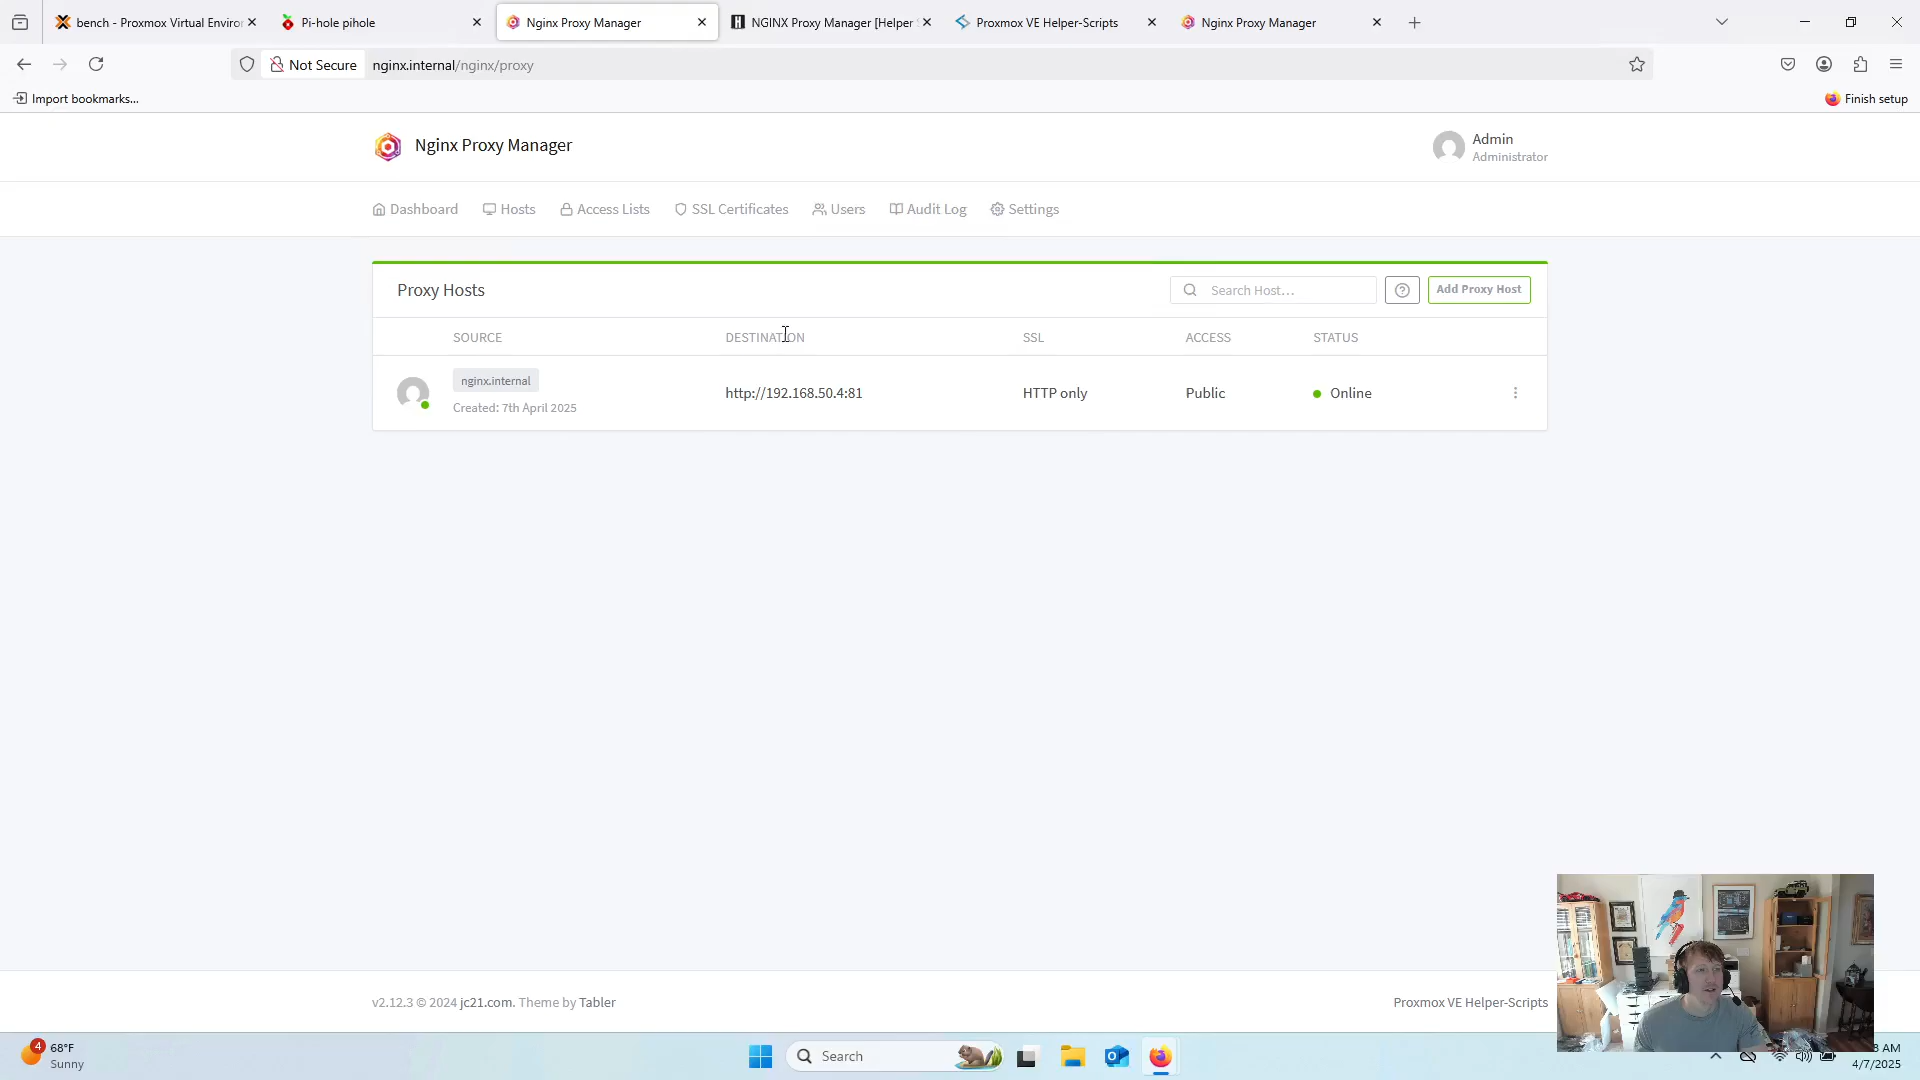 bench - Proxmox Virtual Enviro
Pi-hole pihole
Nginx Proxy Manager
NGINX Proxy Manager [Helper
Proxmox VE Helper-Scripts
Nginx Proxy Manager
Not Secure
nginx.internal/nginx/proxy
Import bookmarks...
Finish setup
Nginx Proxy Manager
Admin
Administrator
Dashboard
Hosts
Access Lists
SSL Certificates
Users
Audit Log
Settings
Proxy Hosts
Search Host...
Add Proxy Host
SOURCE
DESTINATION
SSL
ACCESS
STATUS
nginx.internal
Created: 7th April 2025
http://192.168.50.4:81
HTTP only
Public
Online
v2.12.3 © 2024 jc21.com. Theme by Tabler
Proxmox VE Helper-Scripts
4
68°F
Sunny
Search
8 AM
4/7/2025